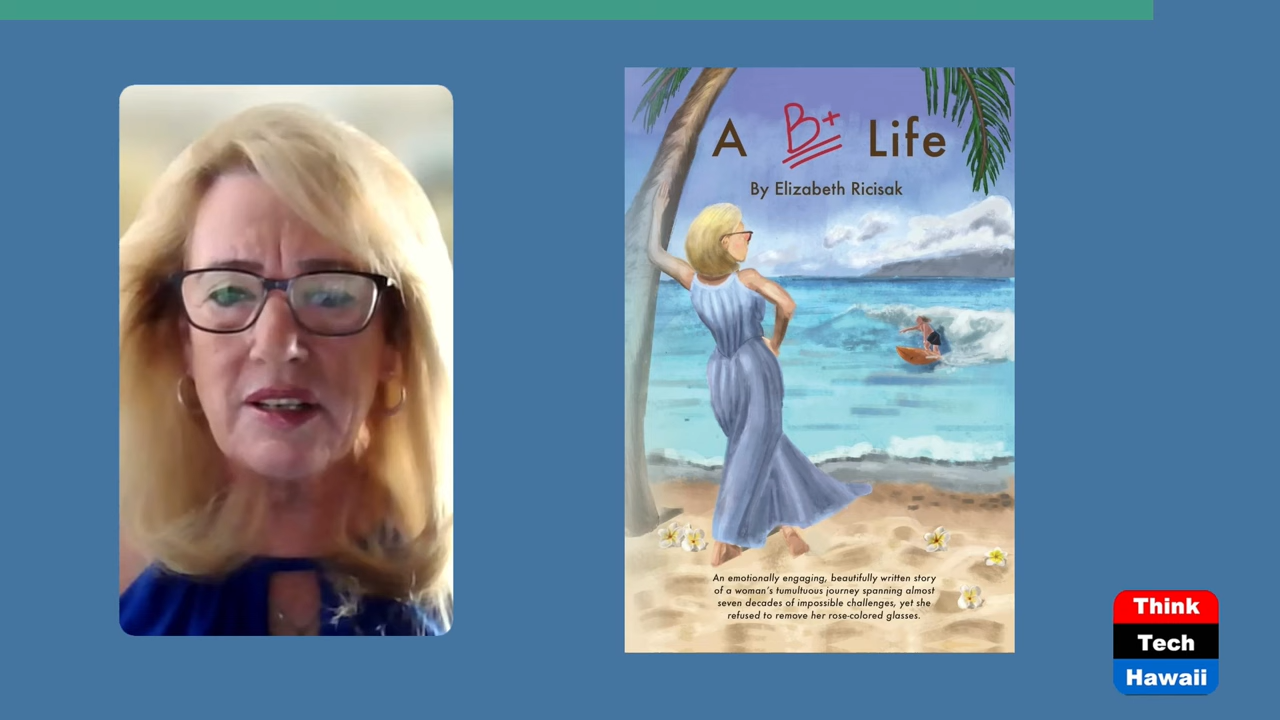 A B+ Life
By Elizabeth Ricisak
An emotionally engaging, beautifully written story
of a woman's tumultuous journey spanning almost
seven decades of impossible challenges, yet she
refused to remove her rose-colored glasses.
Think
Tech
Hawaii